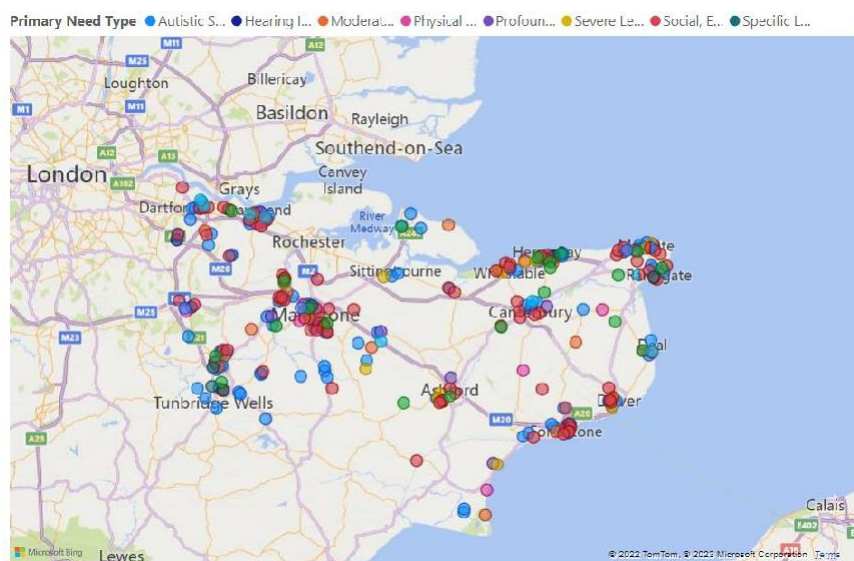 Primary Need Type Autistic S... Hearing I... Moderat... Physical ... Profoun... Severe Le... Social, E... Specific L...
M11
A12
M25
Loughton
Billericay
M1
M11
Basildon
Rayleigh
A12
A13
Southend-on-Sea
London
A102
Canvey
Island
Grays
Dartford
River
Medway
Rochester
M20
M2
Sittingbourne
Whitstable
M25
M23
A21
Canterbury
Deal
Ashford
Tunbridge Wells
M20
A20
Dover
A23
Calais
E402
Lewes
Microsoft Bing
© 2022 TomTom, © 2023 Microsoft Corporation Terms